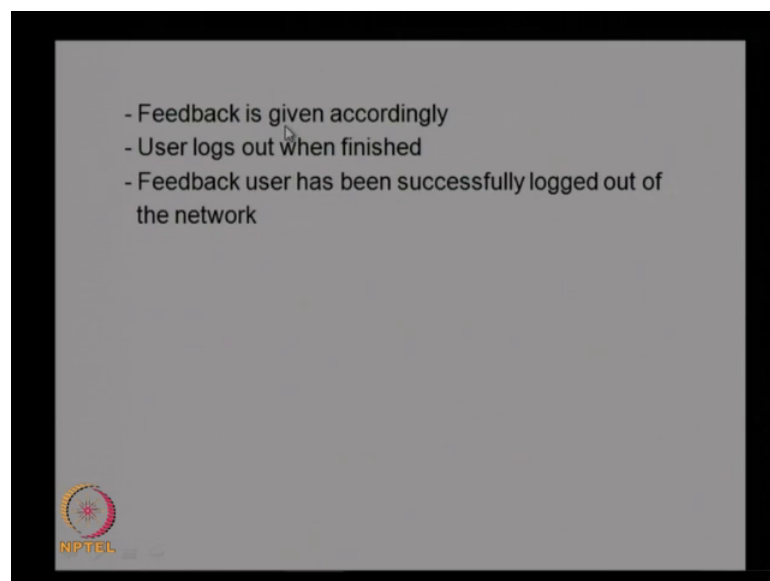 - Feedback is given accordingly
- User logs out when finished
- Feedback user has been successfully logged out of
the network
NPTEL